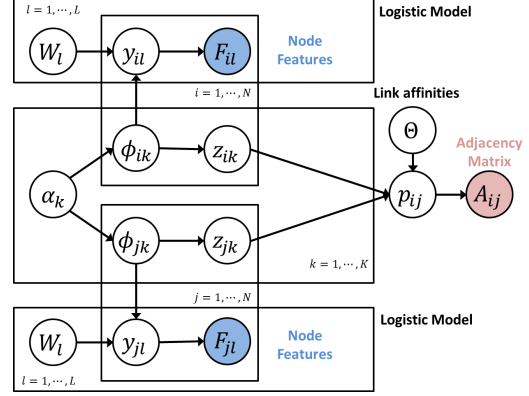 l = 1, ⋯, L
Logistic Model
W_l
y_il
F_il
Node
Features
i = 1, ⋯, N
Link affinities
ϕ_ik
z_ik
Θ
Adjacency
Matrix
α_k
p_ij
A_ij
ϕ_jk
z_jk
k = 1, ⋯, K
j = 1, ⋯, N
Logistic Model
W_l
y_jl
F_jl
Node
Features
l = 1, ⋯, L